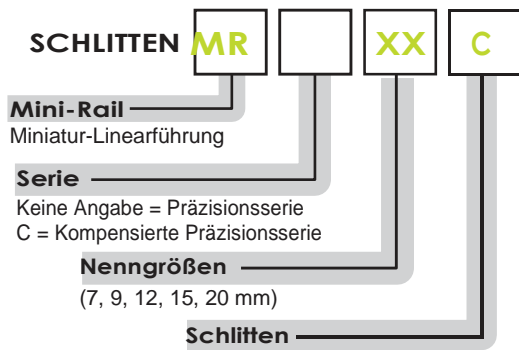 SCHLITTEN MR XX C
Mini-Rail
Miniatur-Linearführung
Serie
Keine Angabe = Präzisionsserie
C = Kompensierte Präzisionsserie
Nenngrößen
(7, 9, 12, 15, 20 mm)
Schlitten